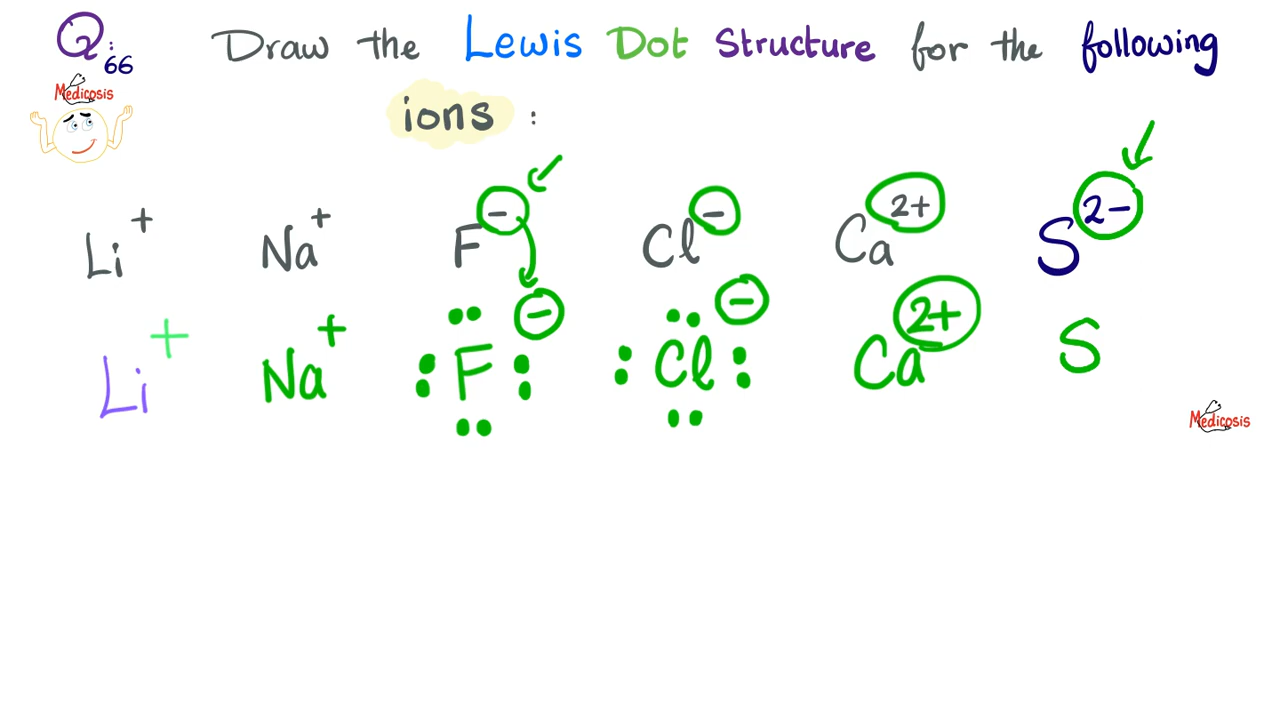 Q:66 Draw the Lewis Dot Structure for the following
Medicosis
ions :
Li+ Na+ F− Cl− Ca2+ S2−
Li+ Na+ F− Cl− Ca2+ S
Medicosis